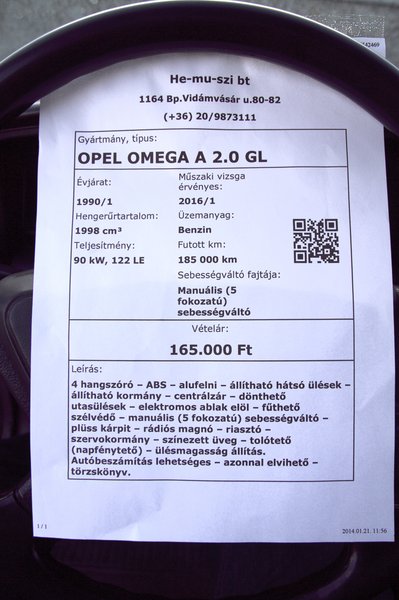 42469
He-mu-szi bt
1164 Bp.Vidámvásár u.80-82
(+36) 20/9873111
Gyártmány, típus:
OPEL OMEGA A 2.0 GL
Évjárat:
1990/1
Műszaki vizsga
érvényes:
2016/1
Hengerűrtartalom:
1998 cm³
Üzemanyag:
Benzin
Teljesítmény:
90 kW, 122 LE
Futott km:
185 000 km
Sebességváltó fajtája:
Manuális (5
fokozatú)
sebességváltó
Vételár:
165.000 Ft
Leírás:
4 hangszóró – ABS – alufelni – állítható hátsó ülések –
állítható kormány – centrálzár – dönthető
utasülések – elektromos ablak elöl – fűthető
szélvédő – manuális (5 fokozatú) sebességváltó –
plüss kárpit – rádiós magnó – riasztó –
szervokormány – színezett üveg – tolótető
(napfénytető) – ülésmagasság állítás.
Autóbeszámítás lehetséges – azonnal elvihető –
törzskönyv.
1/1
2014.01.21. 11:56